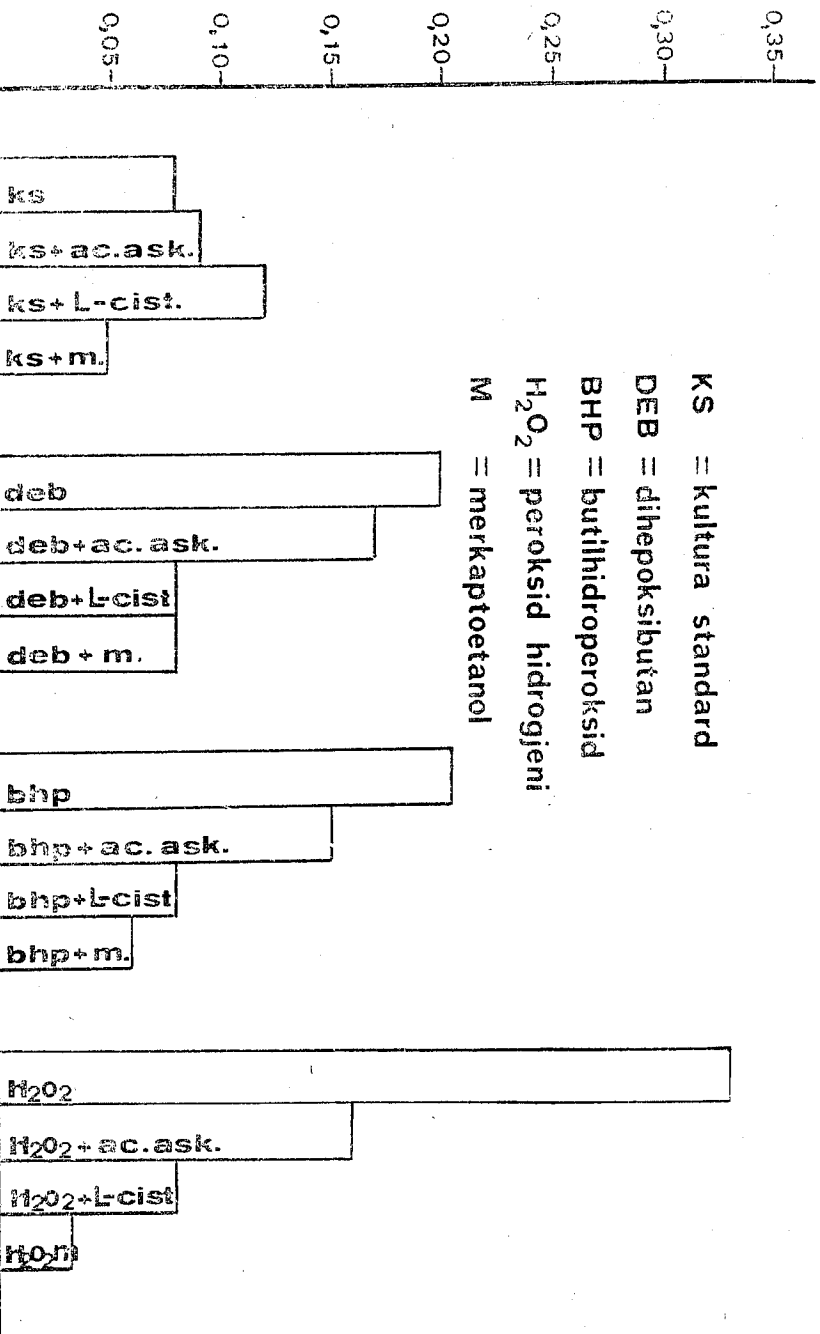 0,05
0,10
0,15
0,20
0,25
0,30
0,35
KS = kultura standard
DEB = dihepoksibutan
BHP = butilhidroperoksid
H₂O₂ = peroksid hidrogjeni
M = merkaptoetanol
ks
ks+ac.ask.
ks+L-cist.
ks+m.
deb
deb+ac.ask.
deb+L-cist
deb+m.
bhp
bhp+ac.ask.
bhp+L-cist
bhp+m.
H₂O₂
H₂O₂+ac.ask.
H₂O₂+L-cist
H₂O₂m